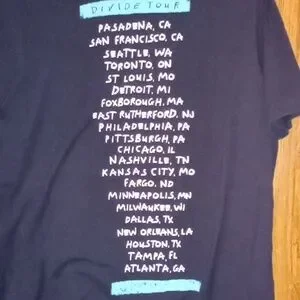 DIVIDE TOUR
PASADENA, CA
SAN FRANCISCO, CA
SEATTLE, WA
TORONTO, ON
ST LOUIS, MO
DETROIT, MI
FOXBOROUGH, MA
EAST RUTHERFORD, NJ
PHILADELPHIA, PA
PITTSBURGH, PA
CHICAGO, IL
NASHVILLE, TN
KANSAS CITY, MO
FARGO, ND
MINNEAPOLIS, MN
MILWAUKEE, WI
DALLAS, TX
NEW ORLEANS, LA
HOUSTON, TX
TAMPA, FL
ATLANTA, GA